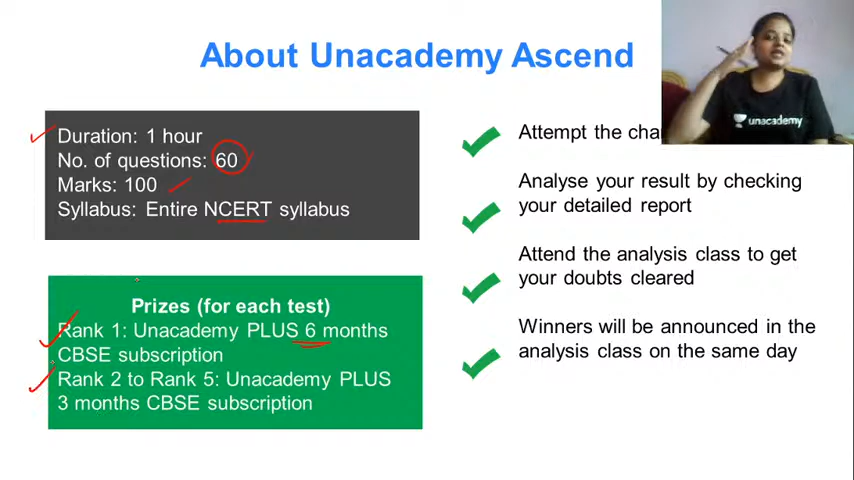 About Unacademy Ascend
Duration: 1 hour
No. of questions: 60
Marks: 100
Syllabus: Entire NCERT syllabus
Prizes (for each test)
Rank 1: Unacademy PLUS 6 months
CBSE subscription
Rank 2 to Rank 5: Unacademy PLUS
3 months CBSE subscription
Attempt the
Analyse your result by checking
your detailed report
Attend the analysis class to get
your doubts cleared
Winners will be announced in the
analysis class on the same day
unacademy